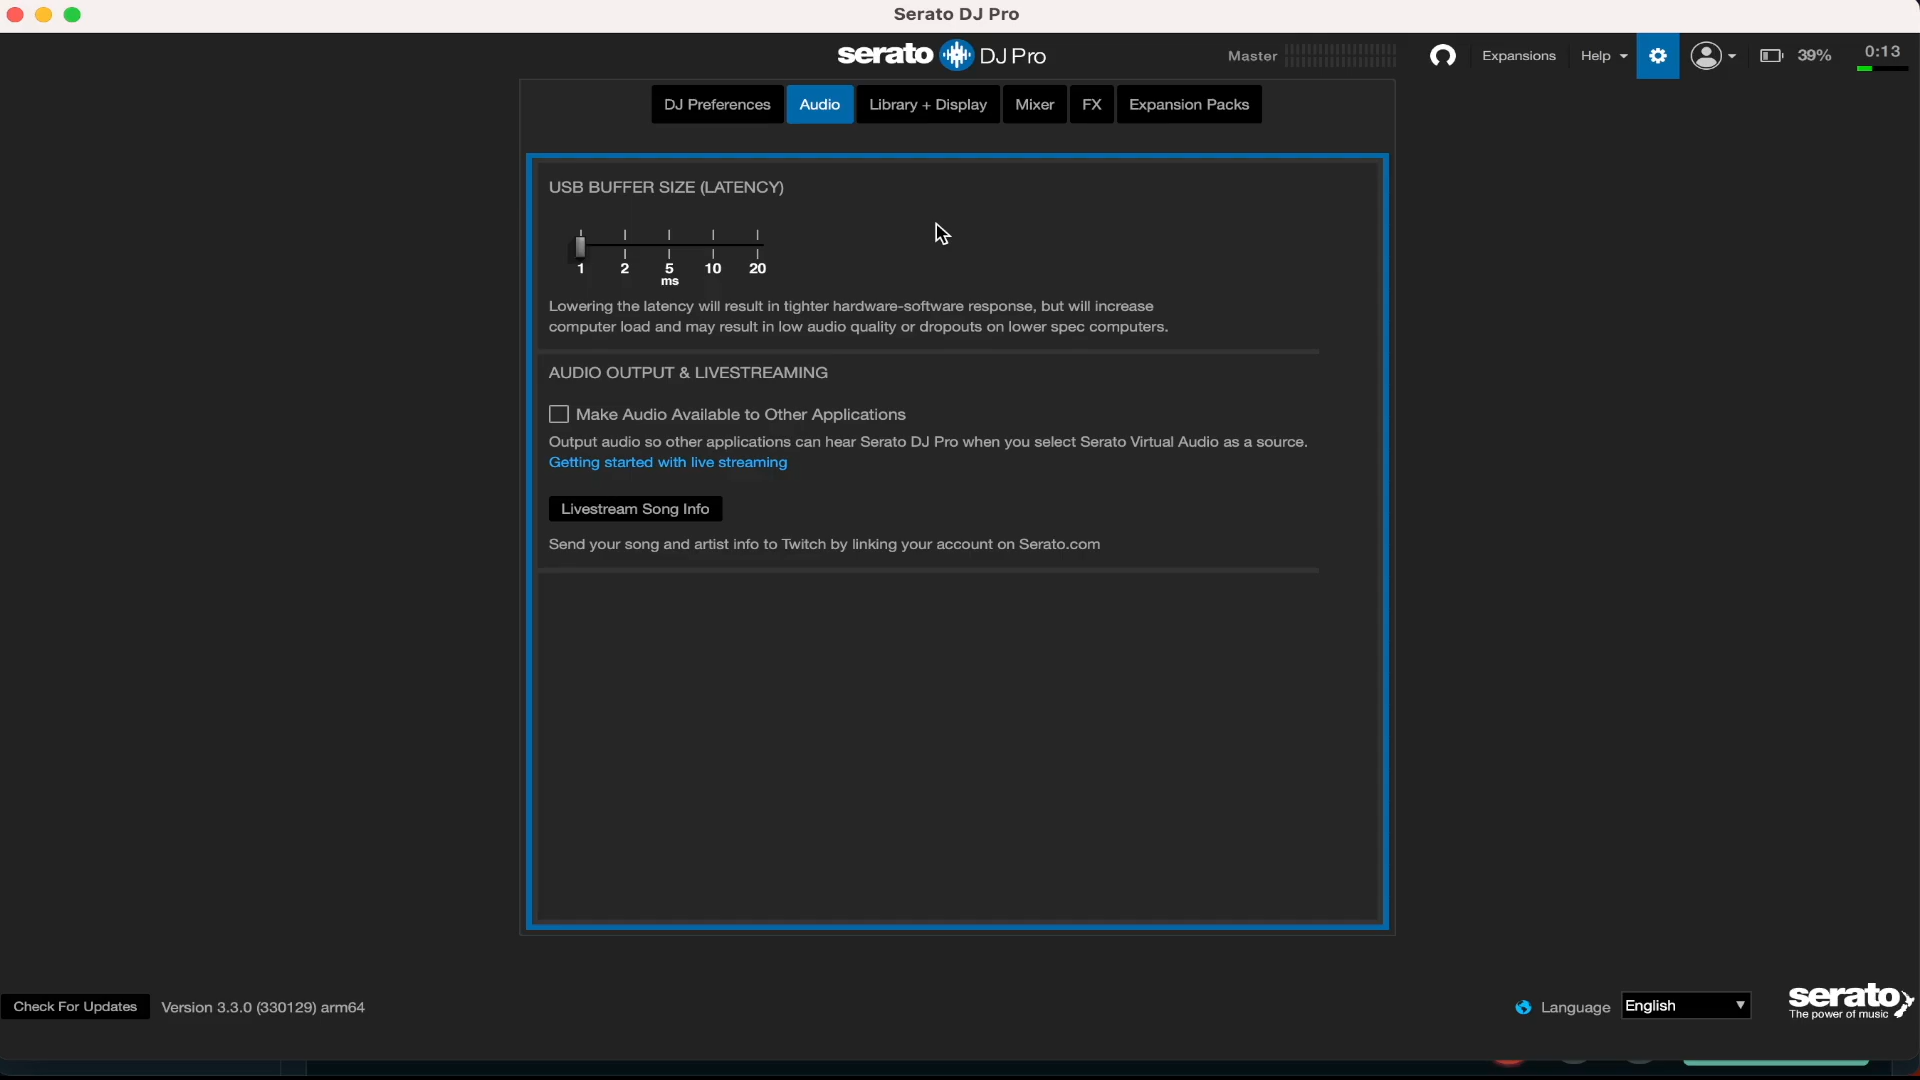 Serato DJ Pro
serato DJ Pro
Master
Expansions
Help
39%
0:13
DJ Preferences
Audio
Library + Display
Mixer
FX
Expansion Packs
USB BUFFER SIZE (LATENCY)
1 2 5 10 20
ms
Lowering the latency will result in tighter hardware-software response, but will increase
computer load and may result in low audio quality or dropouts on lower spec computers.
AUDIO OUTPUT & LIVESTREAMING
Make Audio Available to Other Applications
Output audio so other applications can hear Serato DJ Pro when you select Serato Virtual Audio as a source.
Getting started with live streaming
Livestream Song Info
Send your song and artist info to Twitch by linking your account on Serato.com
Check For Updates
Version 3.3.0 (330129) arm64
Language
English
serato
The power of music